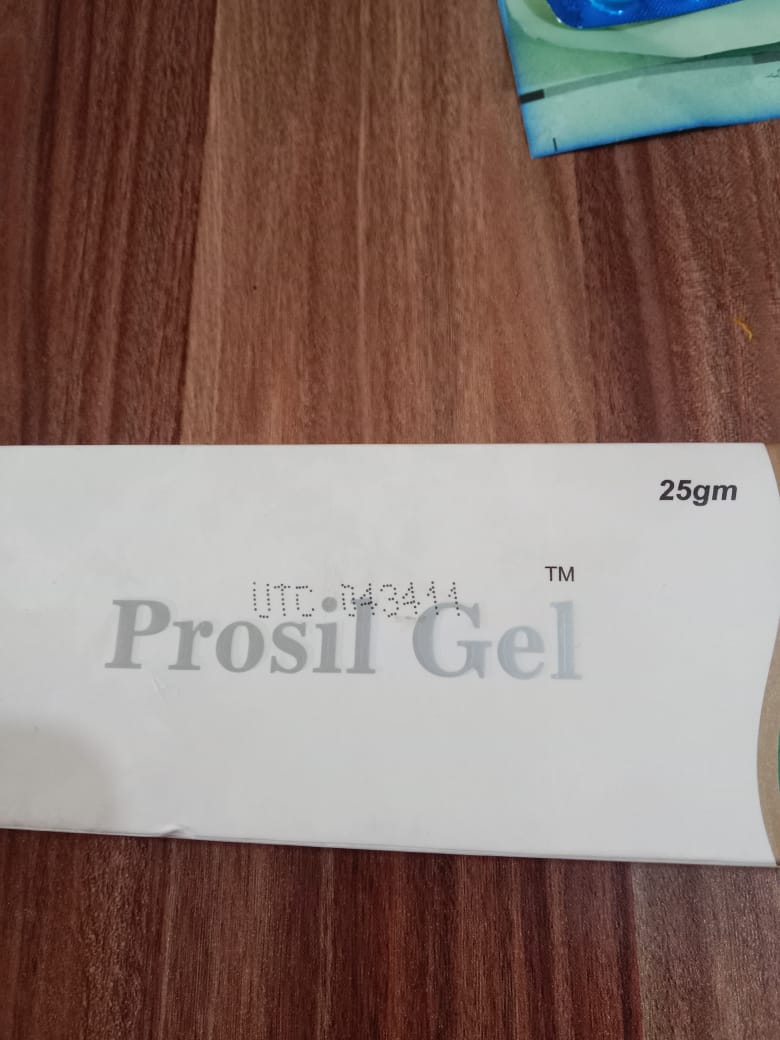 25gm
TM
UTC 043411
Prosil Gel